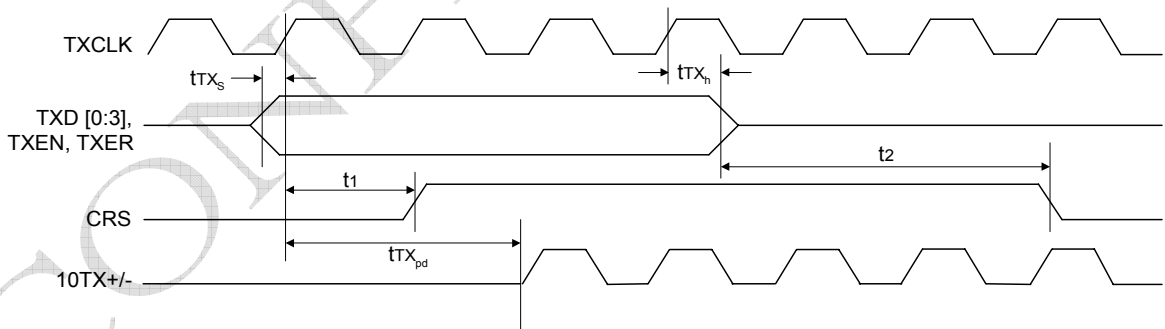 TXCLK
tTXs
tTXh
TXD [0:3],
TXEN, TXER
t2
t1
CRS
tTXpd
10TX+/-